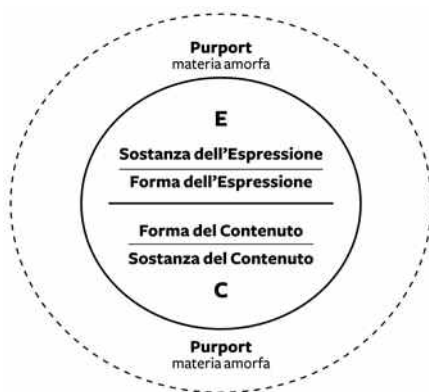 Purport
materia amorfa
E
Sostanza dell'Espressione
Forma dell'Espressione
Forma del Contenuto
Sostanza del Contenuto
C
Purport
materia amorfa